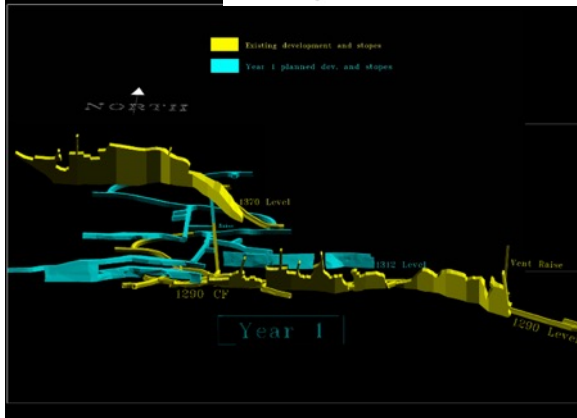 Existing development and stopes
Year 1 planned dev. and stopes
NORTH
1370 Level
1312 Level
Vent Raise
1290 CF
1290 Level
Year 1